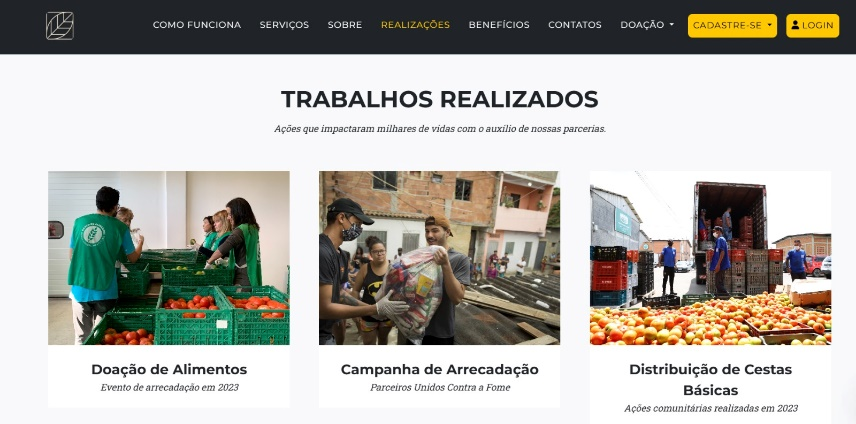 COMO FUNCIONA SERVIÇOS SOBRE REALIZAÇÕES BENEFÍCIOS CONTATOS DOAÇÃO CADASTRE-SE LOGIN
TRABALHOS REALIZADOS
Ações que impactaram milhares de vidas com o auxílio de nossas parcerias.
Doação de Alimentos
Evento de arrecadação em 2023
Campanha de Arrecadação
Parceiros Unidos Contra a Fome
Distribuição de Cestas
Básicas
Ações comunitárias realizadas em 2023